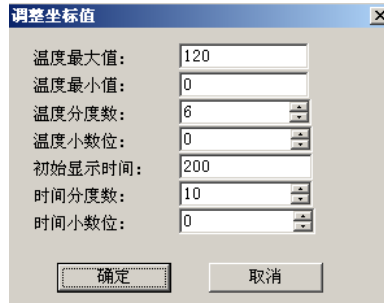 调整坐标值
温度最大值: 120
温度最小值: 0
温度分度数: 6
温度小数位: 0
初始显示时间: 200
时间分度数: 10
时间小数位: 0
确定 取消